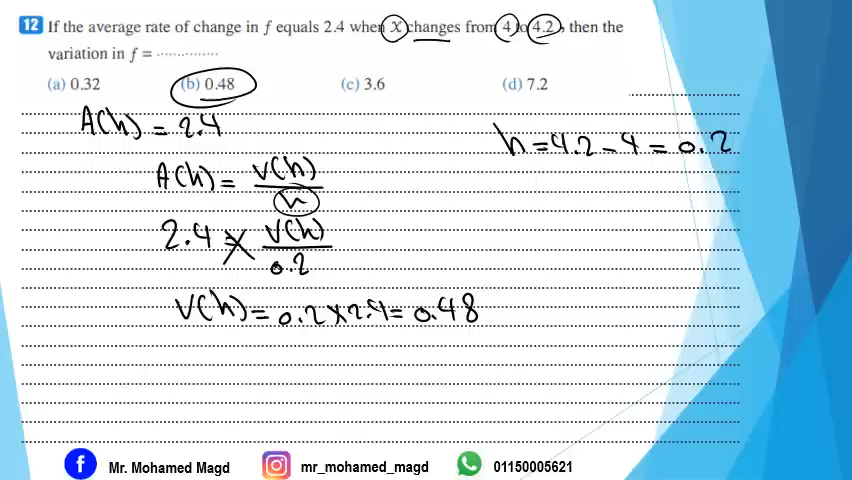 12 If the average rate of change in f equals 2.4 when X changes from 4 to 4.2, then the
variation in f = ..............
(a) 0.32 (b) 0.48 (c) 3.6 (d) 7.2
A(h) = 2.4
h = 4.2 - 4 = 0.2
A(h) = V(h)
h
2.4 = V(h)
0.2
V(h) = 0.2 x 2.4 = 0.48
f Mr. Mohamed Magd mr_mohamed_magd 01150005621